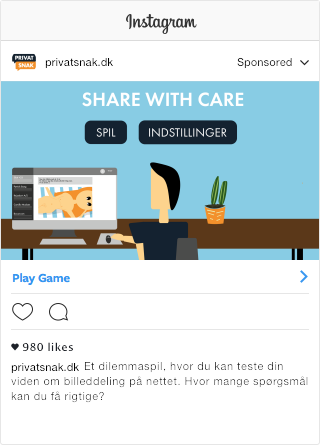 Instagram
PRIVAT
SNAK
privatsnak.dk
Sponsored
SHARE WITH CARE
SPIL
INDSTILLINGER
Play Game
980 likes
privatsnak.dk Et dilemmaspil, hvor du kan teste din
viden om billeddeling på nettet. Hvor mange spørgsmål
kan du få rigtige?